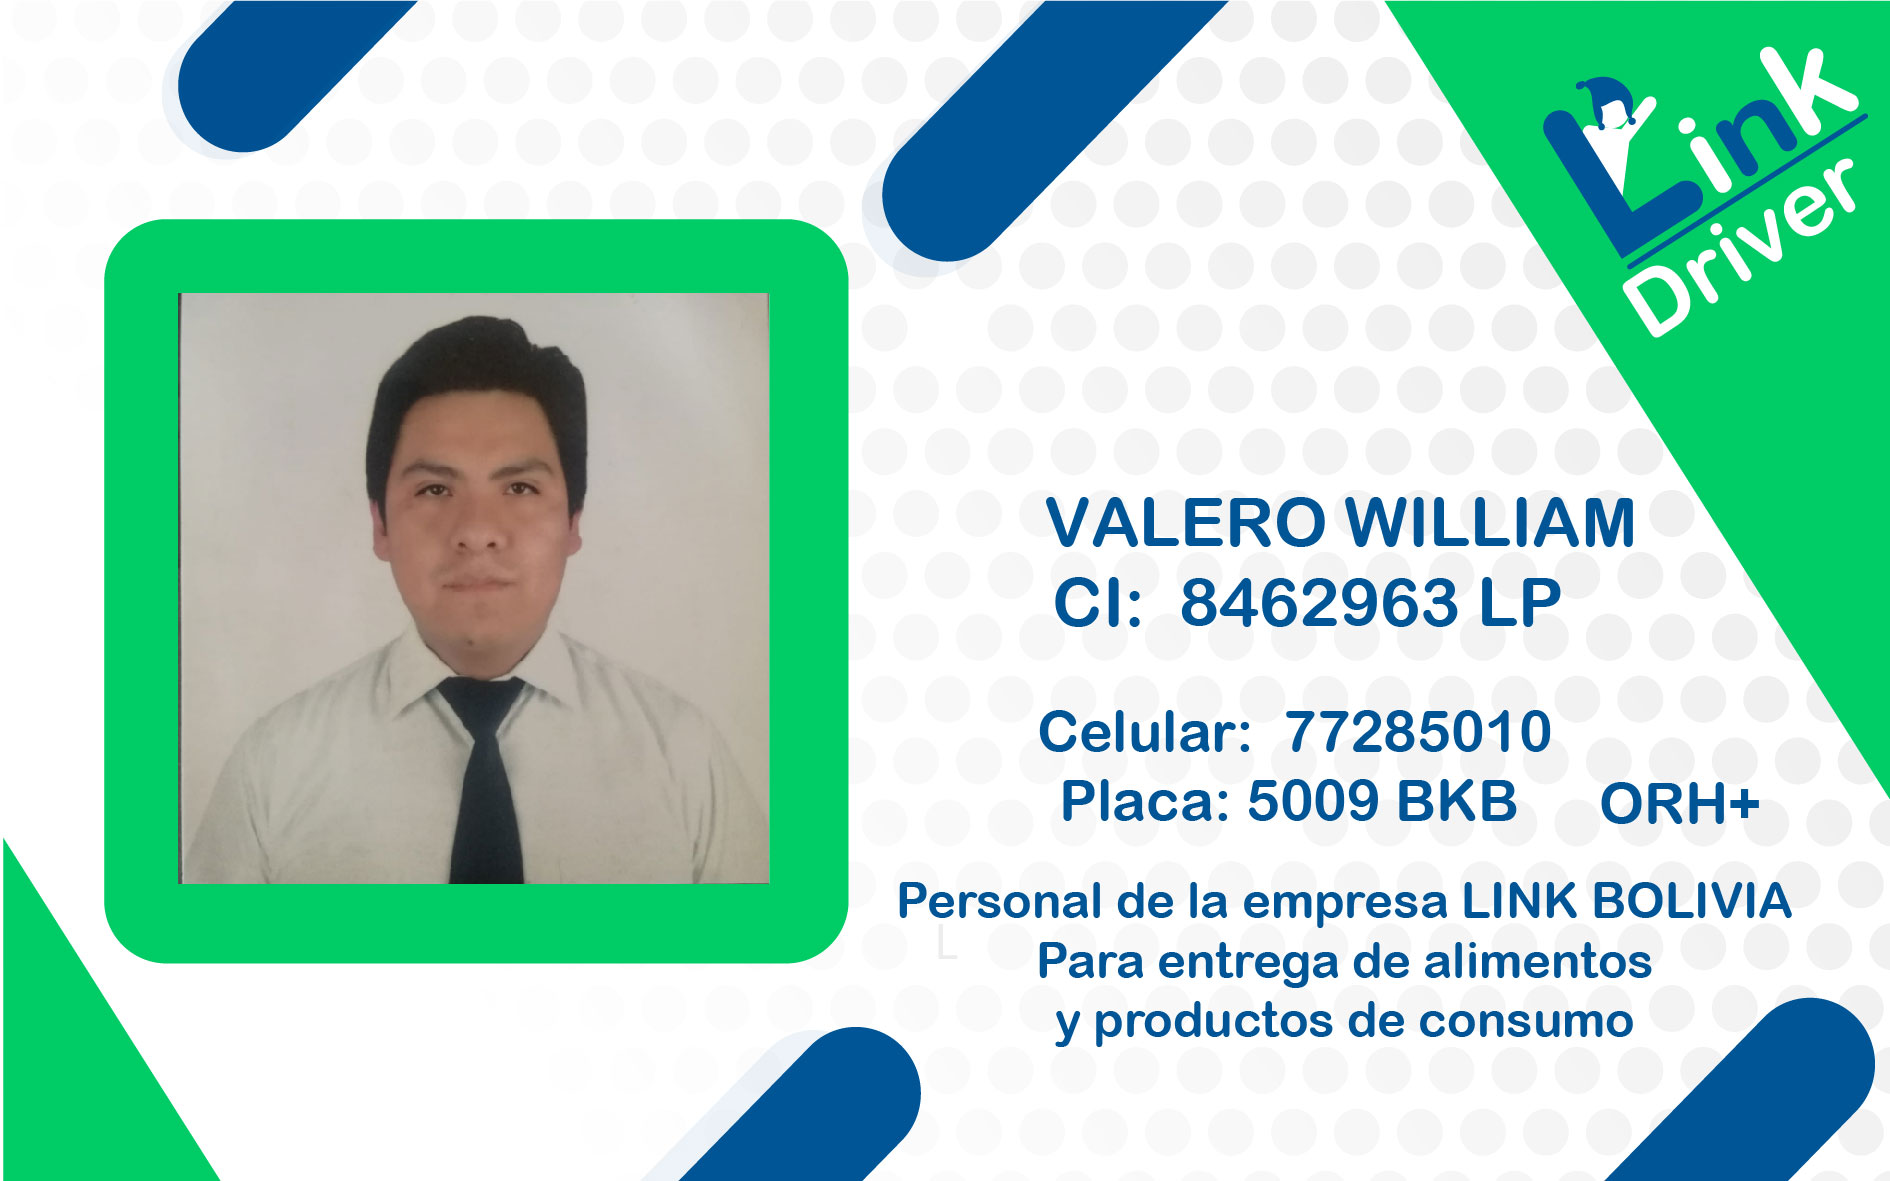 Link
Driver
VALERO WILLIAM
CI: 8462963 LP
Celular: 77285010
Placa: 5009 BKB ORH+
Personal de la empresa LINK BOLIVIA
L
Para entrega de alimentos
y productos de consumo